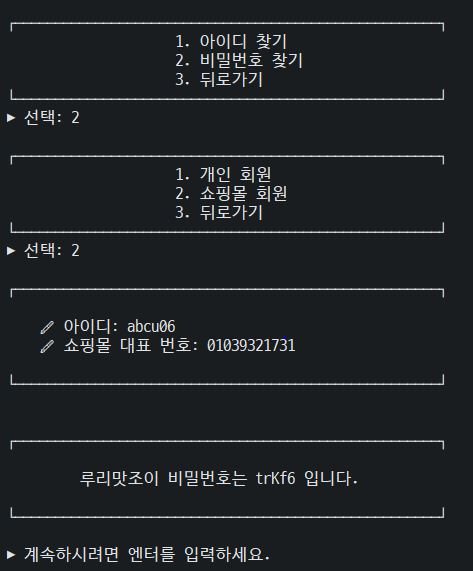 1. 아이디 찾기
2. 비밀번호 찾기
3. 뒤로가기
▶ 선택: 2
1. 개인 회원
2. 쇼핑몰 회원
3. 뒤로가기
▶ 선택: 2
아이디: abcu06
쇼핑몰 대표 번호: 01039321731
루리맛조이 비밀번호는 trKf6 입니다.
▶ 계속하시려면 엔터를 입력하세요.